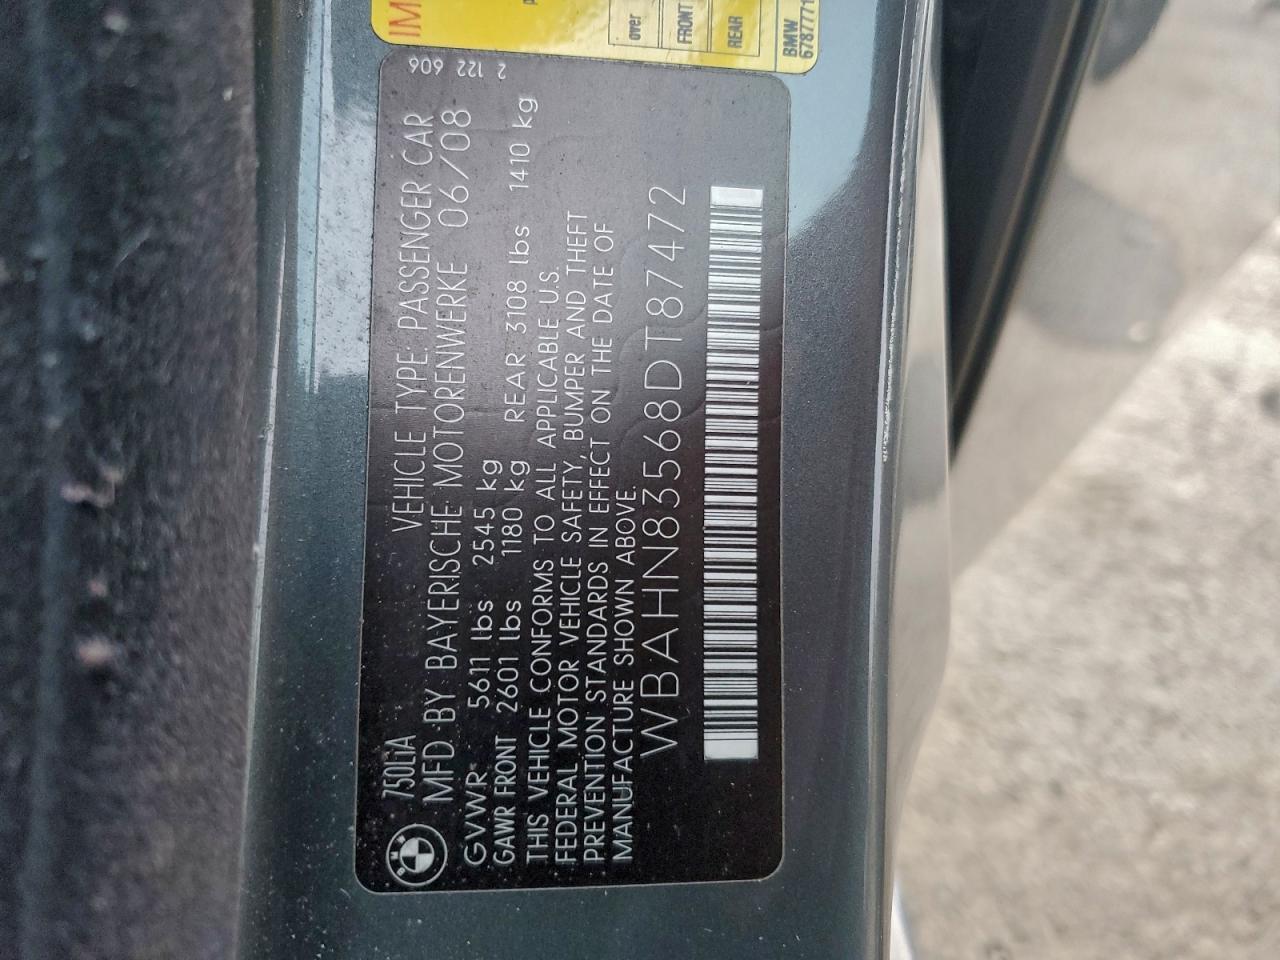 750LiA VEHICLE TYPE: PASSENGER CAR
MFD BY BAYERISCHE MOTORENWERKE 06/08
GVWR 5611 lbs 2545 kg
GAWR FRONT 2601 lbs 1180 kg REAR 3108 lbs 1410 kg
THIS VEHICLE CONFORMS TO ALL APPLICABLE U.S.
FEDERAL MOTOR VEHICLE SAFETY, BUMPER AND THEFT
PREVENTION STANDARDS IN EFFECT ON THE DATE OF
MANUFACTURE SHOWN ABOVE.
WBAHN83568DT87472
2 122 606
BMW
over
FRONT
REAR
BMW